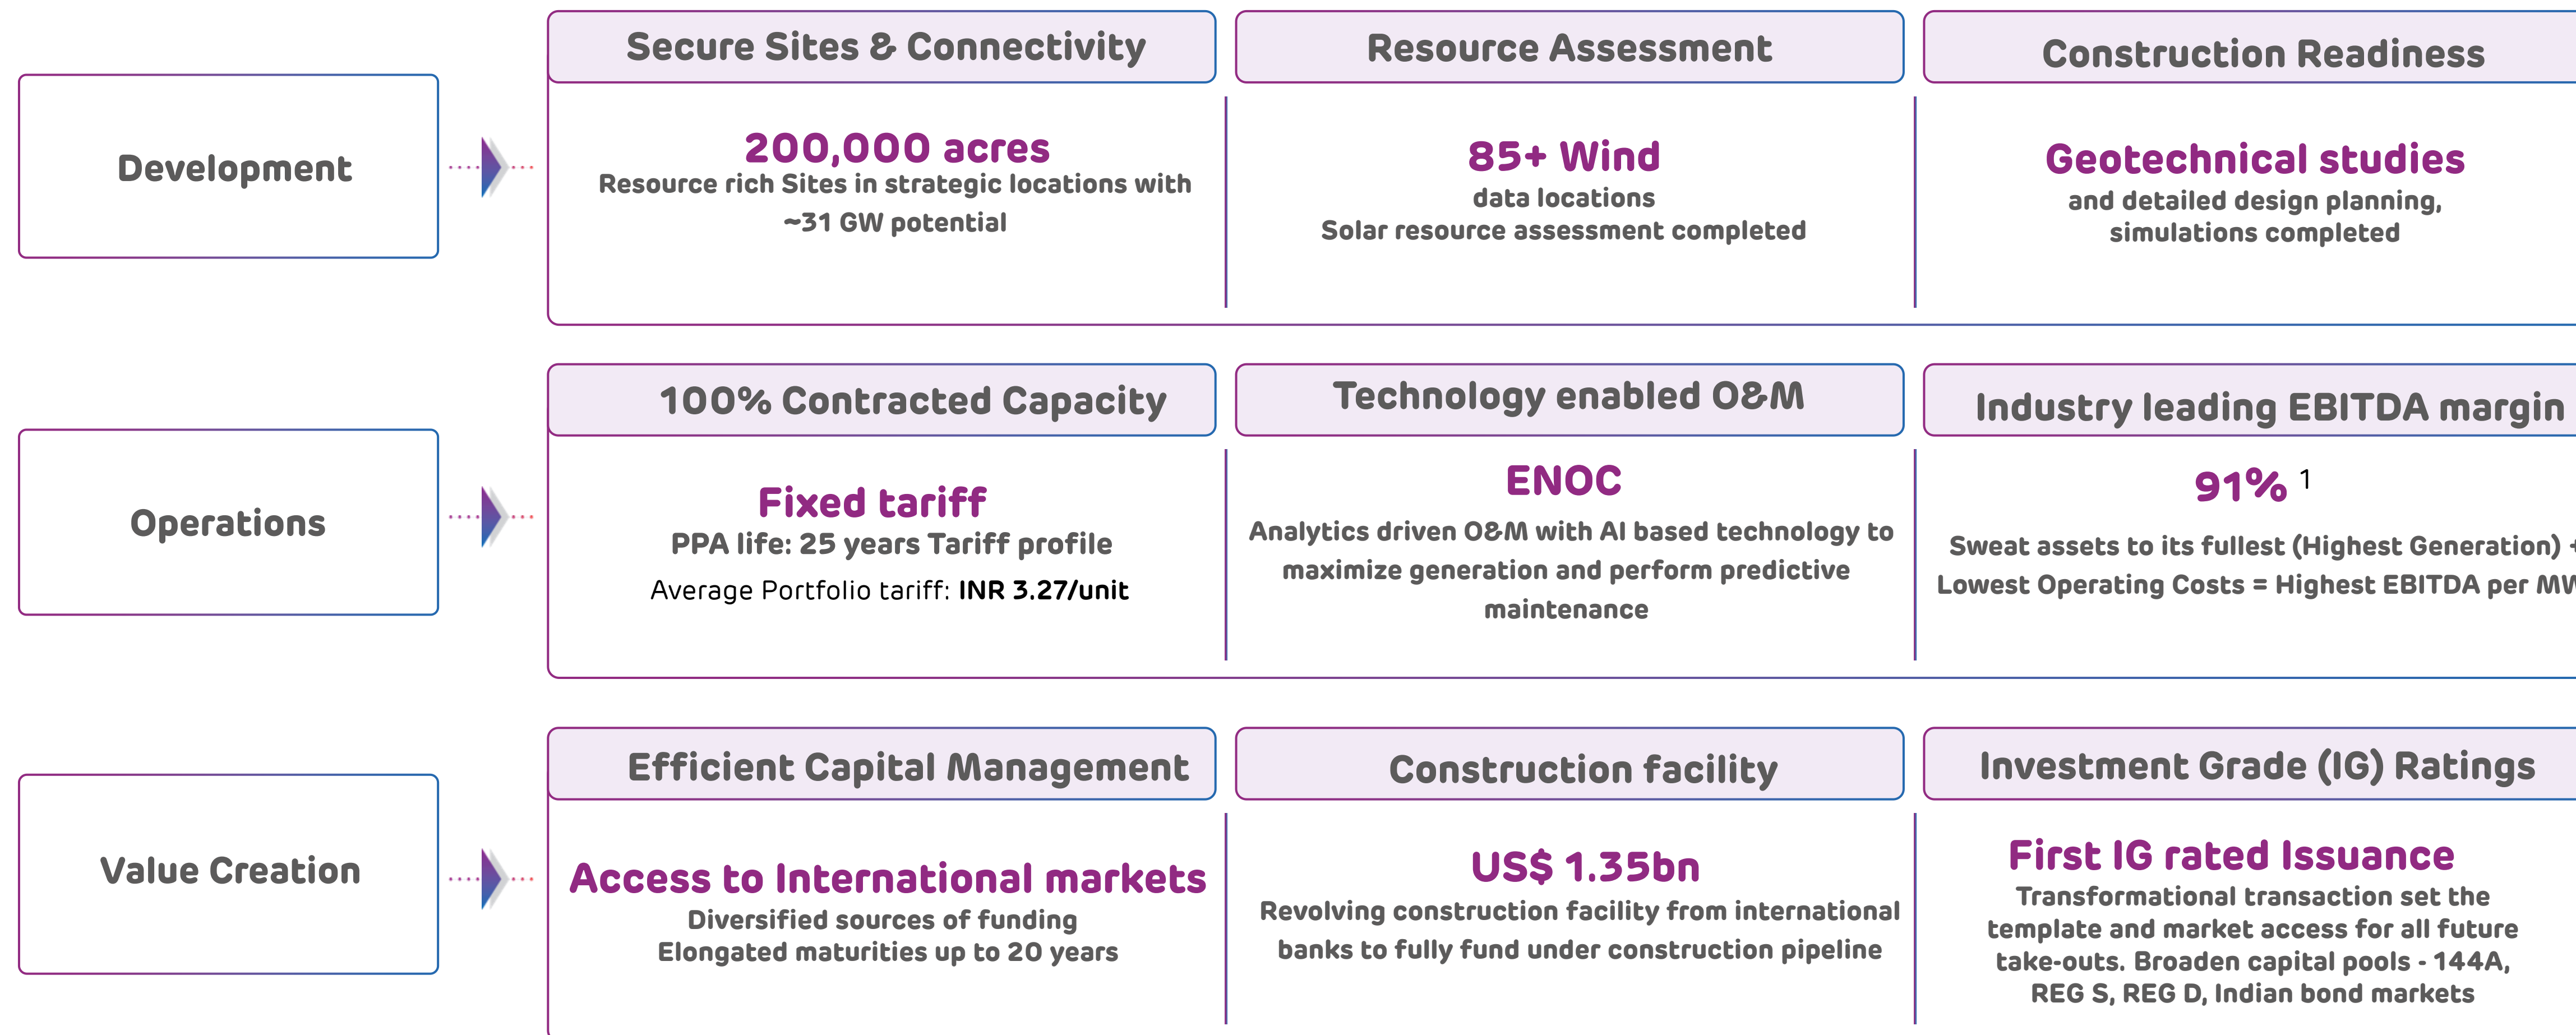 Development
Secure Sites & Connectivity
200,000 acres
Resource rich Sites in strategic locations with
~31 GW potential
Resource Assessment
85+ Wind
data locations
Solar resource assessment completed
Construction Readiness
Geotechnical studies
and detailed design planning,
simulations completed
Operations
100% Contracted Capacity
Fixed tariff
PPA life: 25 years Tariff profile
Average Portfolio tariff: INR 3.27/unit
Technology enabled O&M
ENOC
Analytics driven O&M with AI based technology to
maximize generation and perform predictive
maintenance
Industry leading EBITDA margin
91% 1
Sweat assets to its fullest (Highest Generation) +
Lowest Operating Costs = Highest EBITDA per MW
Value Creation
Efficient Capital Management
Access to International markets
Diversified sources of funding
Elongated maturities up to 20 years
Construction facility
US$ 1.35bn
Revolving construction facility from international
banks to fully fund under construction pipeline
Investment Grade (IG) Ratings
First IG rated Issuance
Transformational transaction set the
template and market access for all future
take-outs. Broaden capital pools - 144A,
REG S, REG D, Indian bond markets